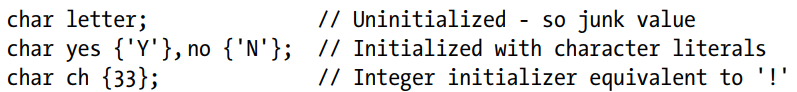 char letter;             // Uninitialized - so junk value
char yes {'Y'},no {'N'};  // Initialized with character literals
char ch {33};            // Integer initializer equivalent to '!'